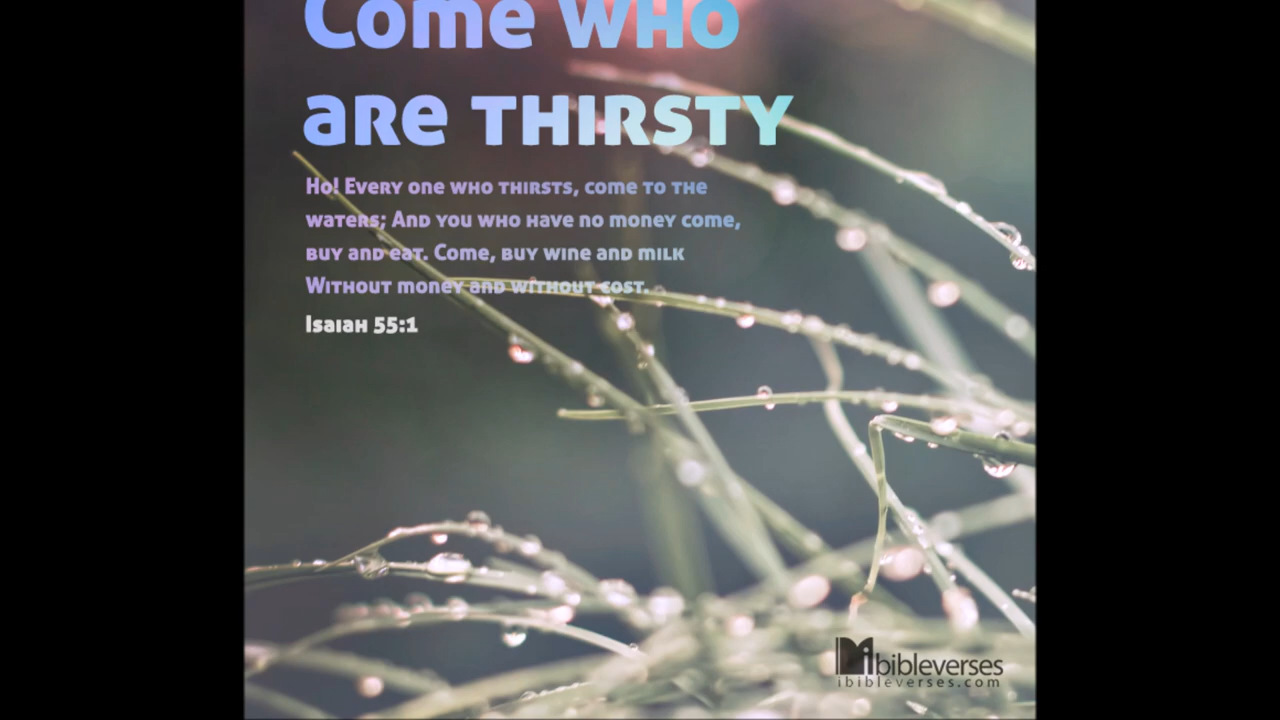 Come who
are thirsty
Ho! Every one who thirsts, come to the
waters; And you who have no money come,
buy and eat. Come, buy wine and milk
Without money and without cost.
Isaiah 55:1
ibibleverses
ibibleverses.com